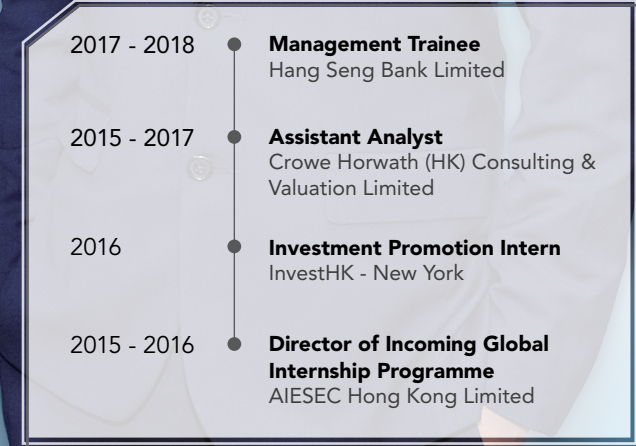 2017 - 2018
Management Trainee
Hang Seng Bank Limited
2015 - 2017
Assistant Analyst
Crowe Horwath (HK) Consulting &
Valuation Limited
2016
Investment Promotion Intern
InvestHK - New York
2015 - 2016
Director of Incoming Global
Internship Programme
AIESEC Hong Kong Limited